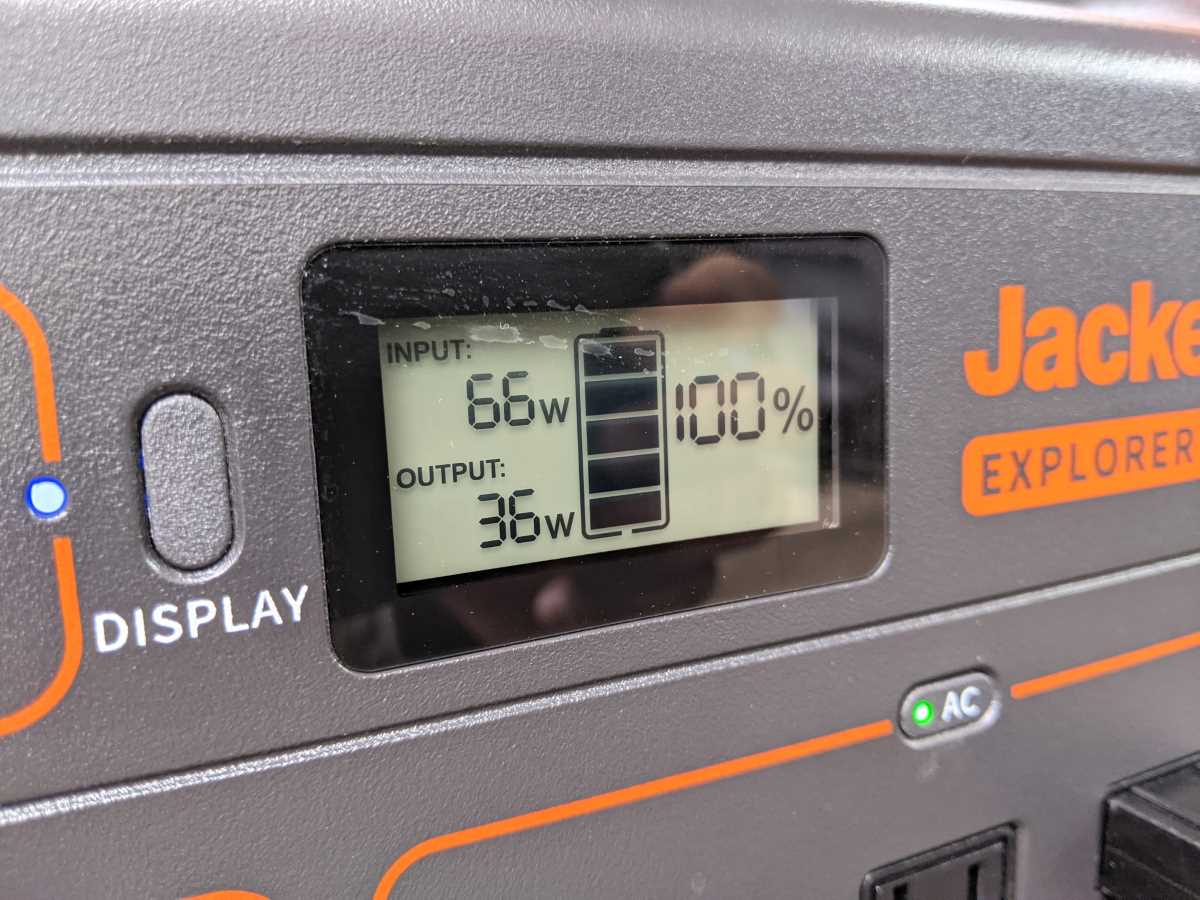 INPUT:
66W
100%
OUTPUT:
36W
DISPLAY
Jacke
EXPLORER
AC